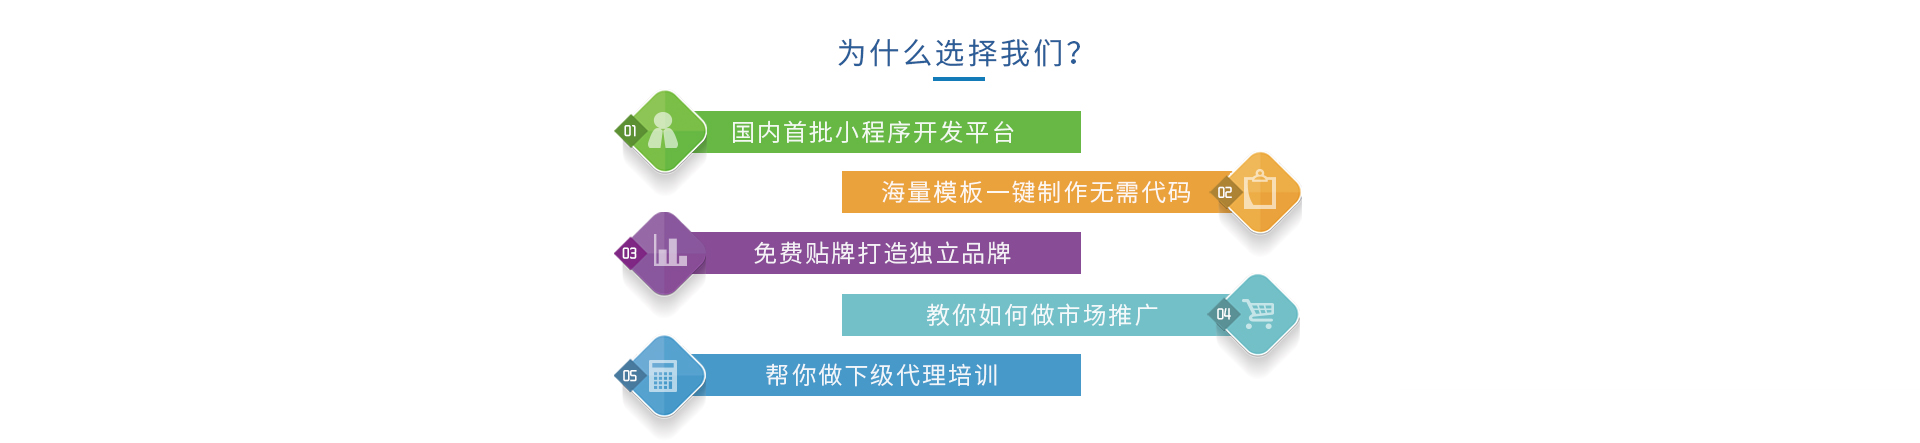 为什么选择我们?
01 国内首批小程序开发平台
海量模板一键制作无需代码 02
03 免费贴牌打造独立品牌
教你如何做市场推广 04
05 帮你做下级代理培训